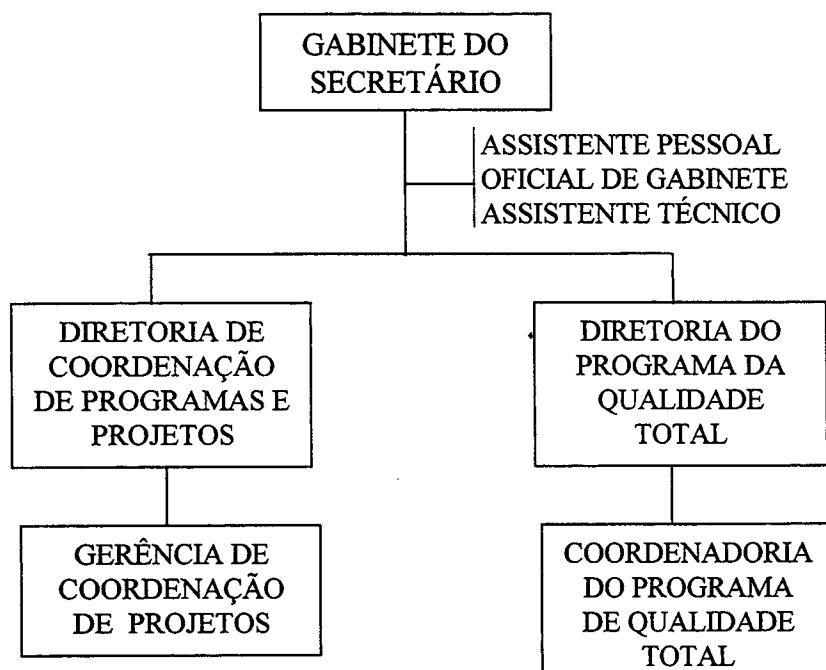 GABINETE DO
SECRETÁRIO
ASSISTENTE PESSOAL
OFICIAL DE GABINETE
ASSISTENTE TÉCNICO
DIRETORIA DE
COORDENAÇÃO
DE PROGRAMAS E
PROJETOS
DIRETORIA DO
PROGRAMA DA
QUALIDADE
TOTAL
GERÊNCIA DE
COORDENAÇÃO
DE PROJETOS
COORDENADORIA
DO PROGRAMA
DE QUALIDADE
TOTAL